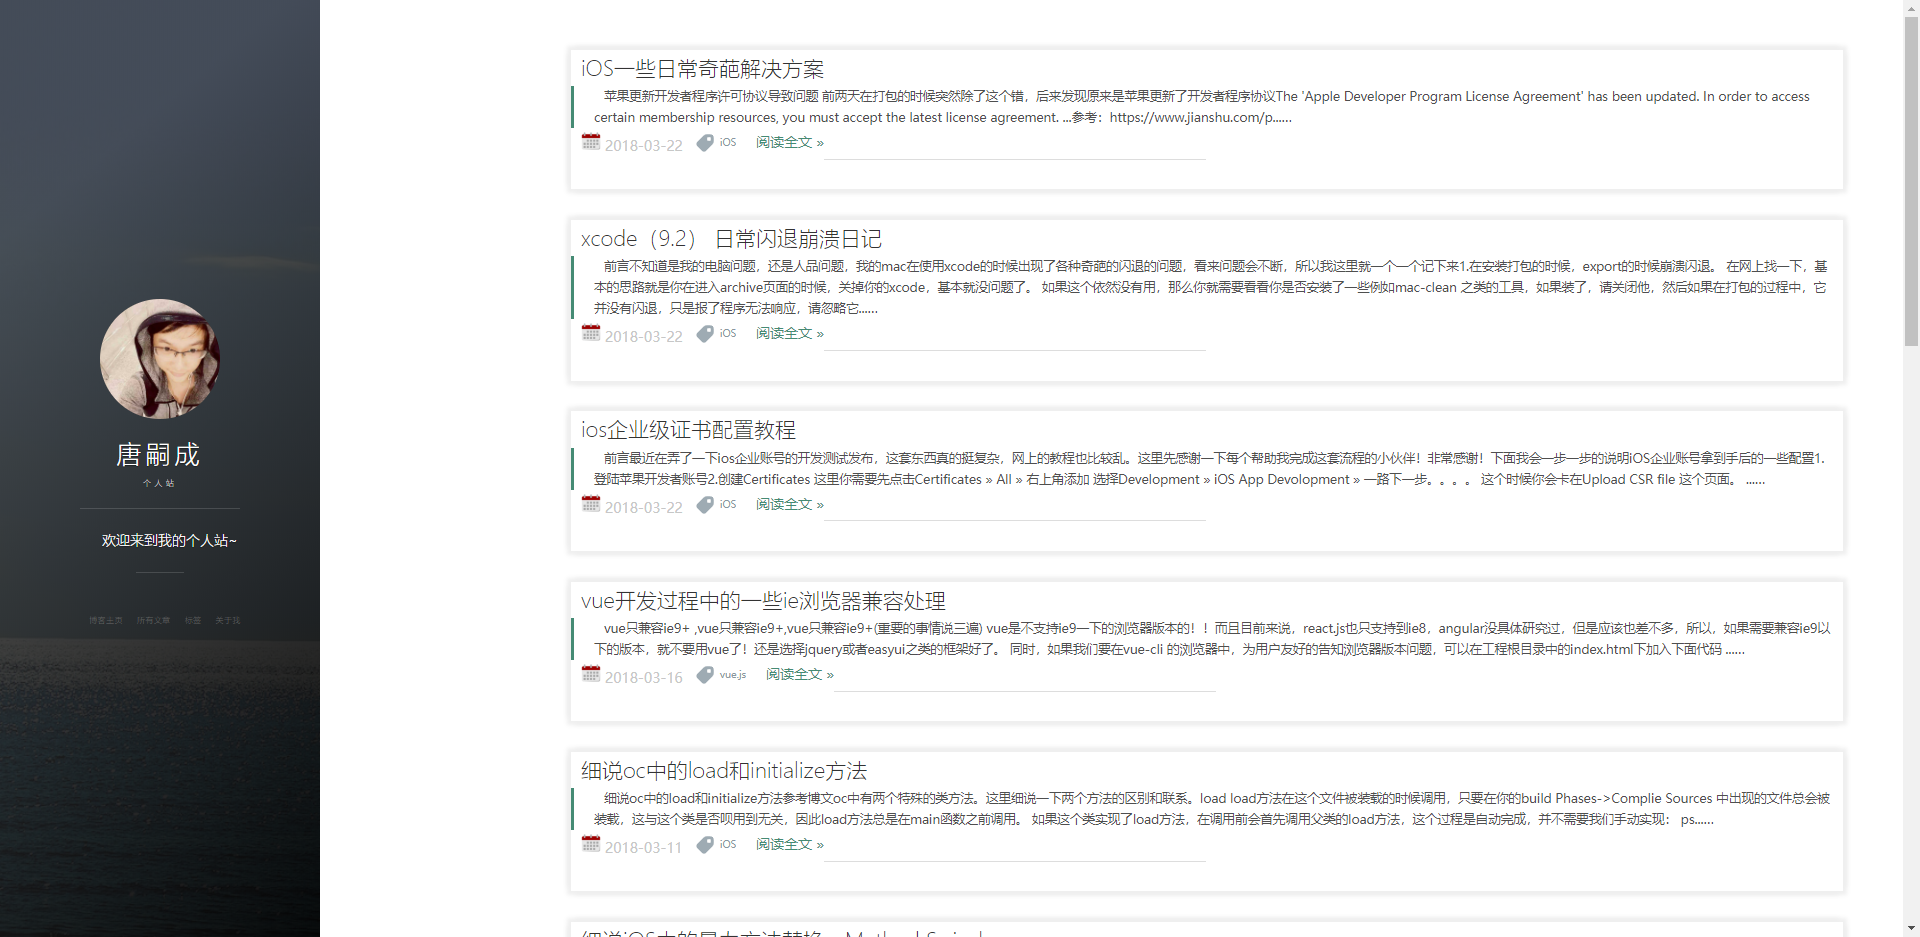 唐嗣成
个人站
欢迎来到我的个人站~
博客主页 所有文章 标签 关于我
iOS一些日常奇葩解决方案
苹果更新开发者程序许可协议导致问题 前两天在打包的时候突然除了这个错，后来发现原来是苹果更新了开发者程序协议The 'Apple Developer Program License Agreement' has been updated. In order to access
certain membership resources, you must accept the latest license agreement. ...参考：https://www.jianshu.com/p......
2018-03-22 iOS 阅读全文 »
xcode（9.2） 日常闪退崩溃日记
前言不知道是我的电脑问题，还是人品问题，我的mac在使用xcode的时候出现了各种奇葩的闪退的问题，看来问题会不断，所以我这里就一个一个记下来1.在安装打包的时候，export的时候崩溃闪退。 在网上找一下，基
本的思路就是你在进入archive页面的时候，关掉你的xcode，基本就没问题了。 如果这个依然没有用，那么你就需要看看你是否安装了一些例如mac-clean 之类的工具，如果装了，请关闭他，然后如果在打包的过程中，它
并没有闪退，只是报了程序无法响应，请忽略它......
2018-03-22 iOS 阅读全文 »
ios企业级证书配置教程
前言最近在弄了一下ios企业账号的开发测试发布，这套东西真的挺复杂，网上的教程也比较乱。这里先感谢一下每个帮助我完成这套流程的小伙伴！非常感谢！下面我会一步一步的说明iOS企业账号拿到手后的一些配置1.
登陆苹果开发者账号2.创建Certificates 这里你需要先点击Certificates » All » 右上角添加 选择Development » iOS App Devolopment » 一路下一步。。。。 这个时候你会卡在Upload CSR file 这个页面。 ......
2018-03-22 iOS 阅读全文 »
vue开发过程中的一些ie浏览器兼容处理
vue只兼容ie9+ ,vue只兼容ie9+,vue只兼容ie9+(重要的事情说三遍) vue是不支持ie9一下的浏览器版本的！！而且目前来说，react.js也只支持到ie8，angular没具体研究过，但是应该也差不多，所以，如果需要兼容ie9以
下的版本，就不要用vue了！还是选择jquery或者easyui之类的框架好了。 同时，如果我们要在vue-cli 的浏览器中，为用户友好的告知浏览器版本问题，可以在工程根目录中的index.html下加入下面代码 ......
2018-03-16 vue.js 阅读全文 »
细说oc中的load和initialize方法
细说oc中的load和initialize方法参考博文oc中有两个特殊的类方法。这里细说一下两个方法的区别和联系。load load方法在这个文件被装载的时候调用，只要在你的build Phases->Complie Sources 中出现的文件总会被
装载，这与这个类是否呗用到无关，因此load方法总是在main函数之前调用。 如果这个类实现了load方法，在调用前会首先调用父类的load方法，这个过程是自动完成，并不需要我们手动实现： ps......
2018-03-11 iOS 阅读全文 »